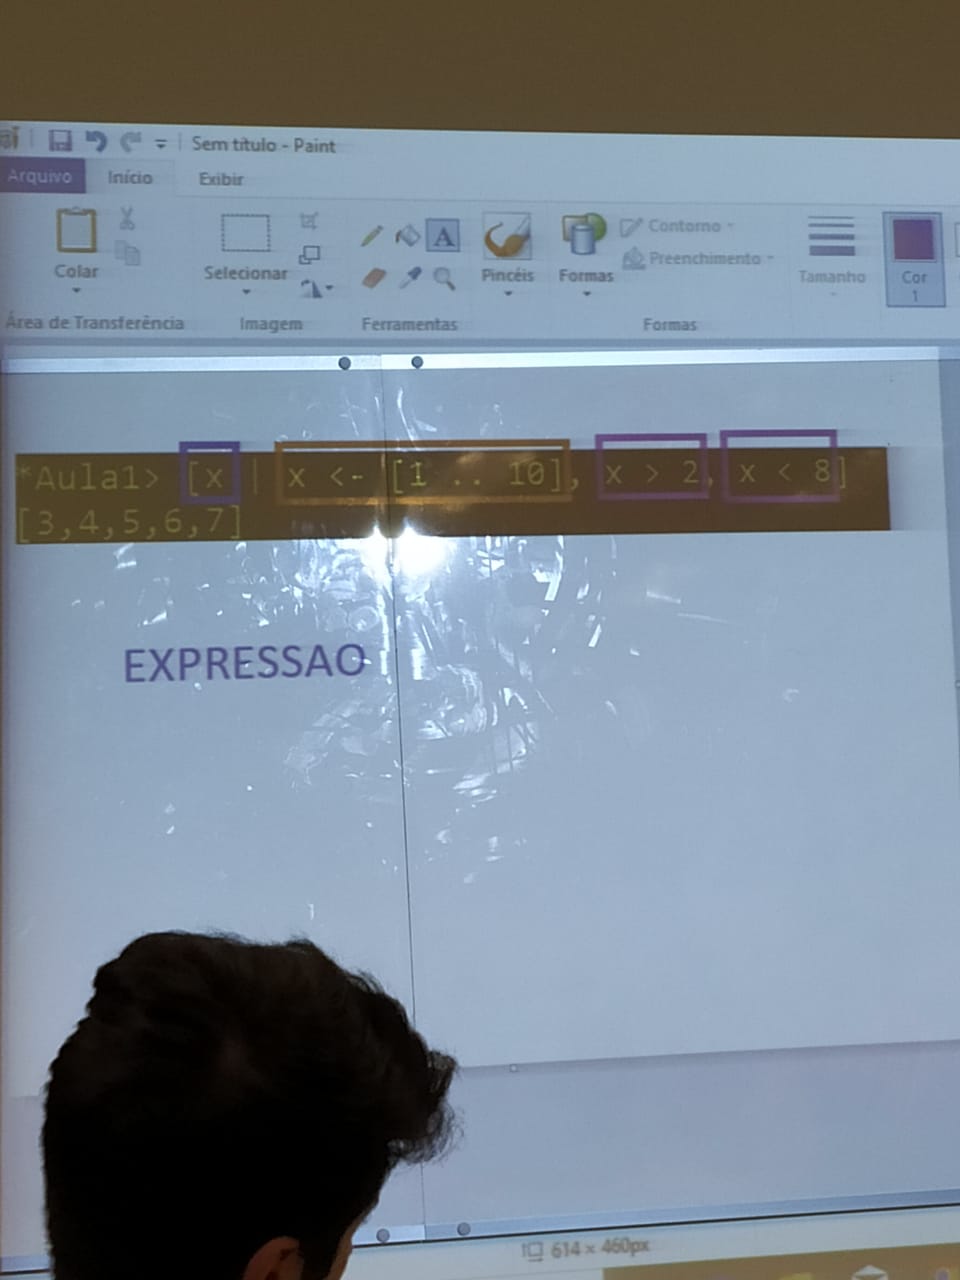 Sem título - Paint
Arquivo Início Exibir
Colar Selecionar Pincéis Formas Contorno Preenchimento Tamanho Cor 1
Área de Transferência Imagem Ferramentas Formas
*Aula1> [x | x <- [1 .. 10], x > 2, x < 8]
[3,4,5,6,7]
EXPRESSAO
614 × 460px